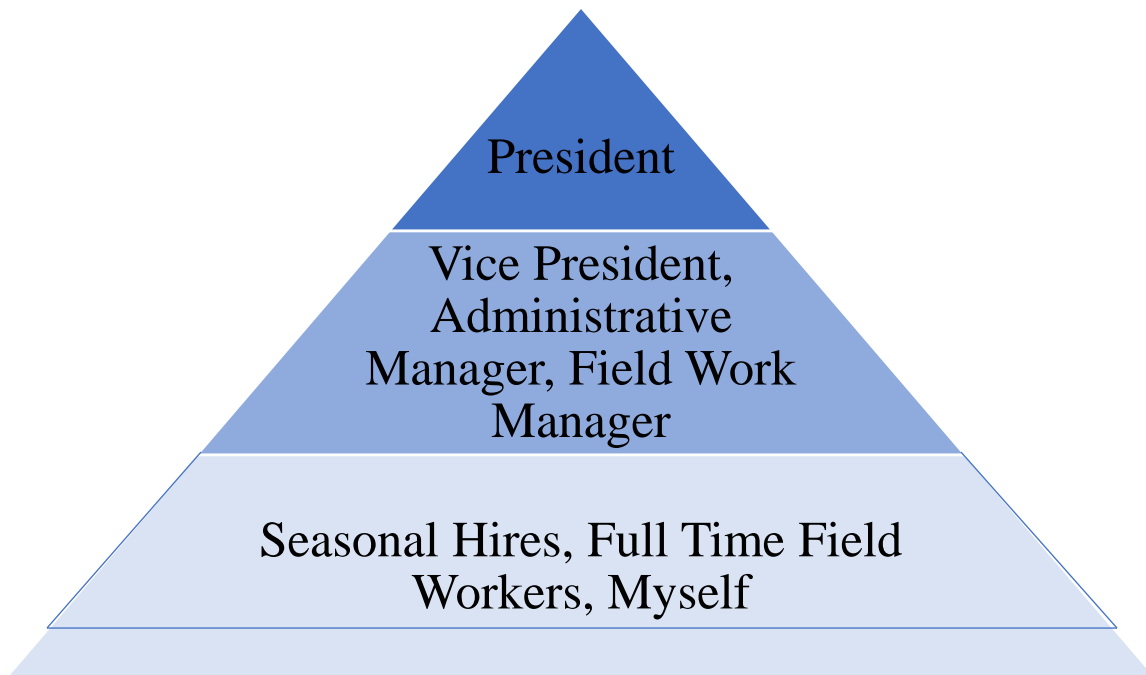 President
Vice President,
Administrative
Manager, Field Work
Manager
Seasonal Hires, Full Time Field
Workers, Myself